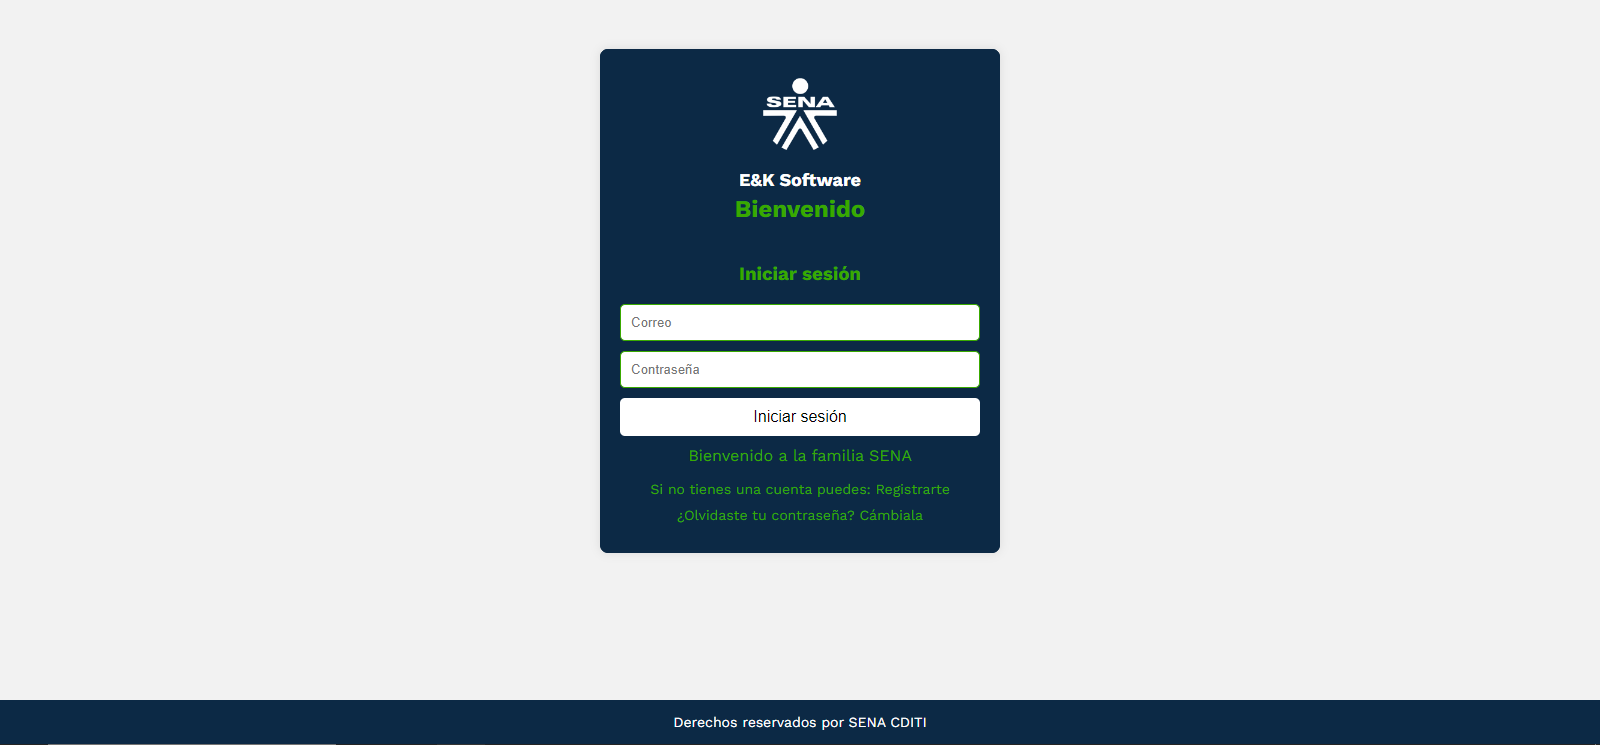 SENA
E&K Software
Bienvenido
Iniciar sesión
Correo
Contraseña
Iniciar sesión
Bienvenido a la familia SENA
Si no tienes una cuenta puedes: Registrarte
¿Olvidaste tu contraseña? Cámbiala
Derechos reservados por SENA CDITI